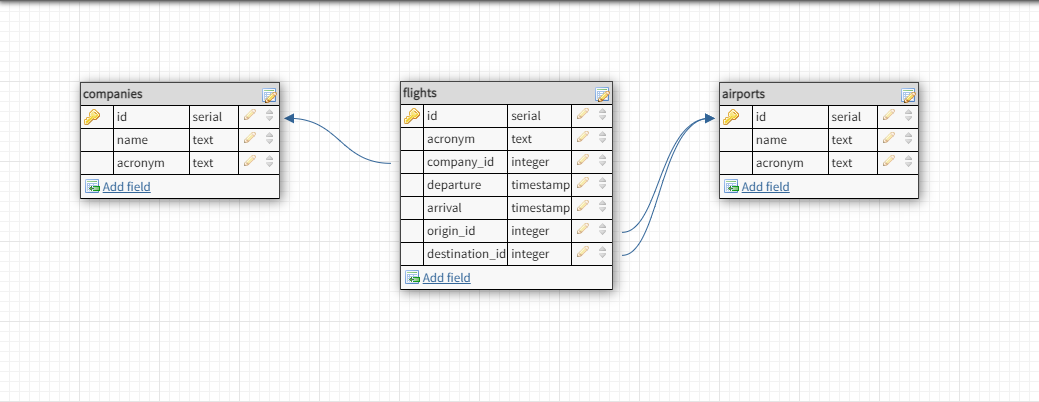 companies
id serial
name text
acronym text
Add field
flights
id serial
acronym text
company_id integer
departure timestamp
arrival timestamp
origin_id integer
destination_id integer
Add field
airports
id serial
name text
acronym text
Add field